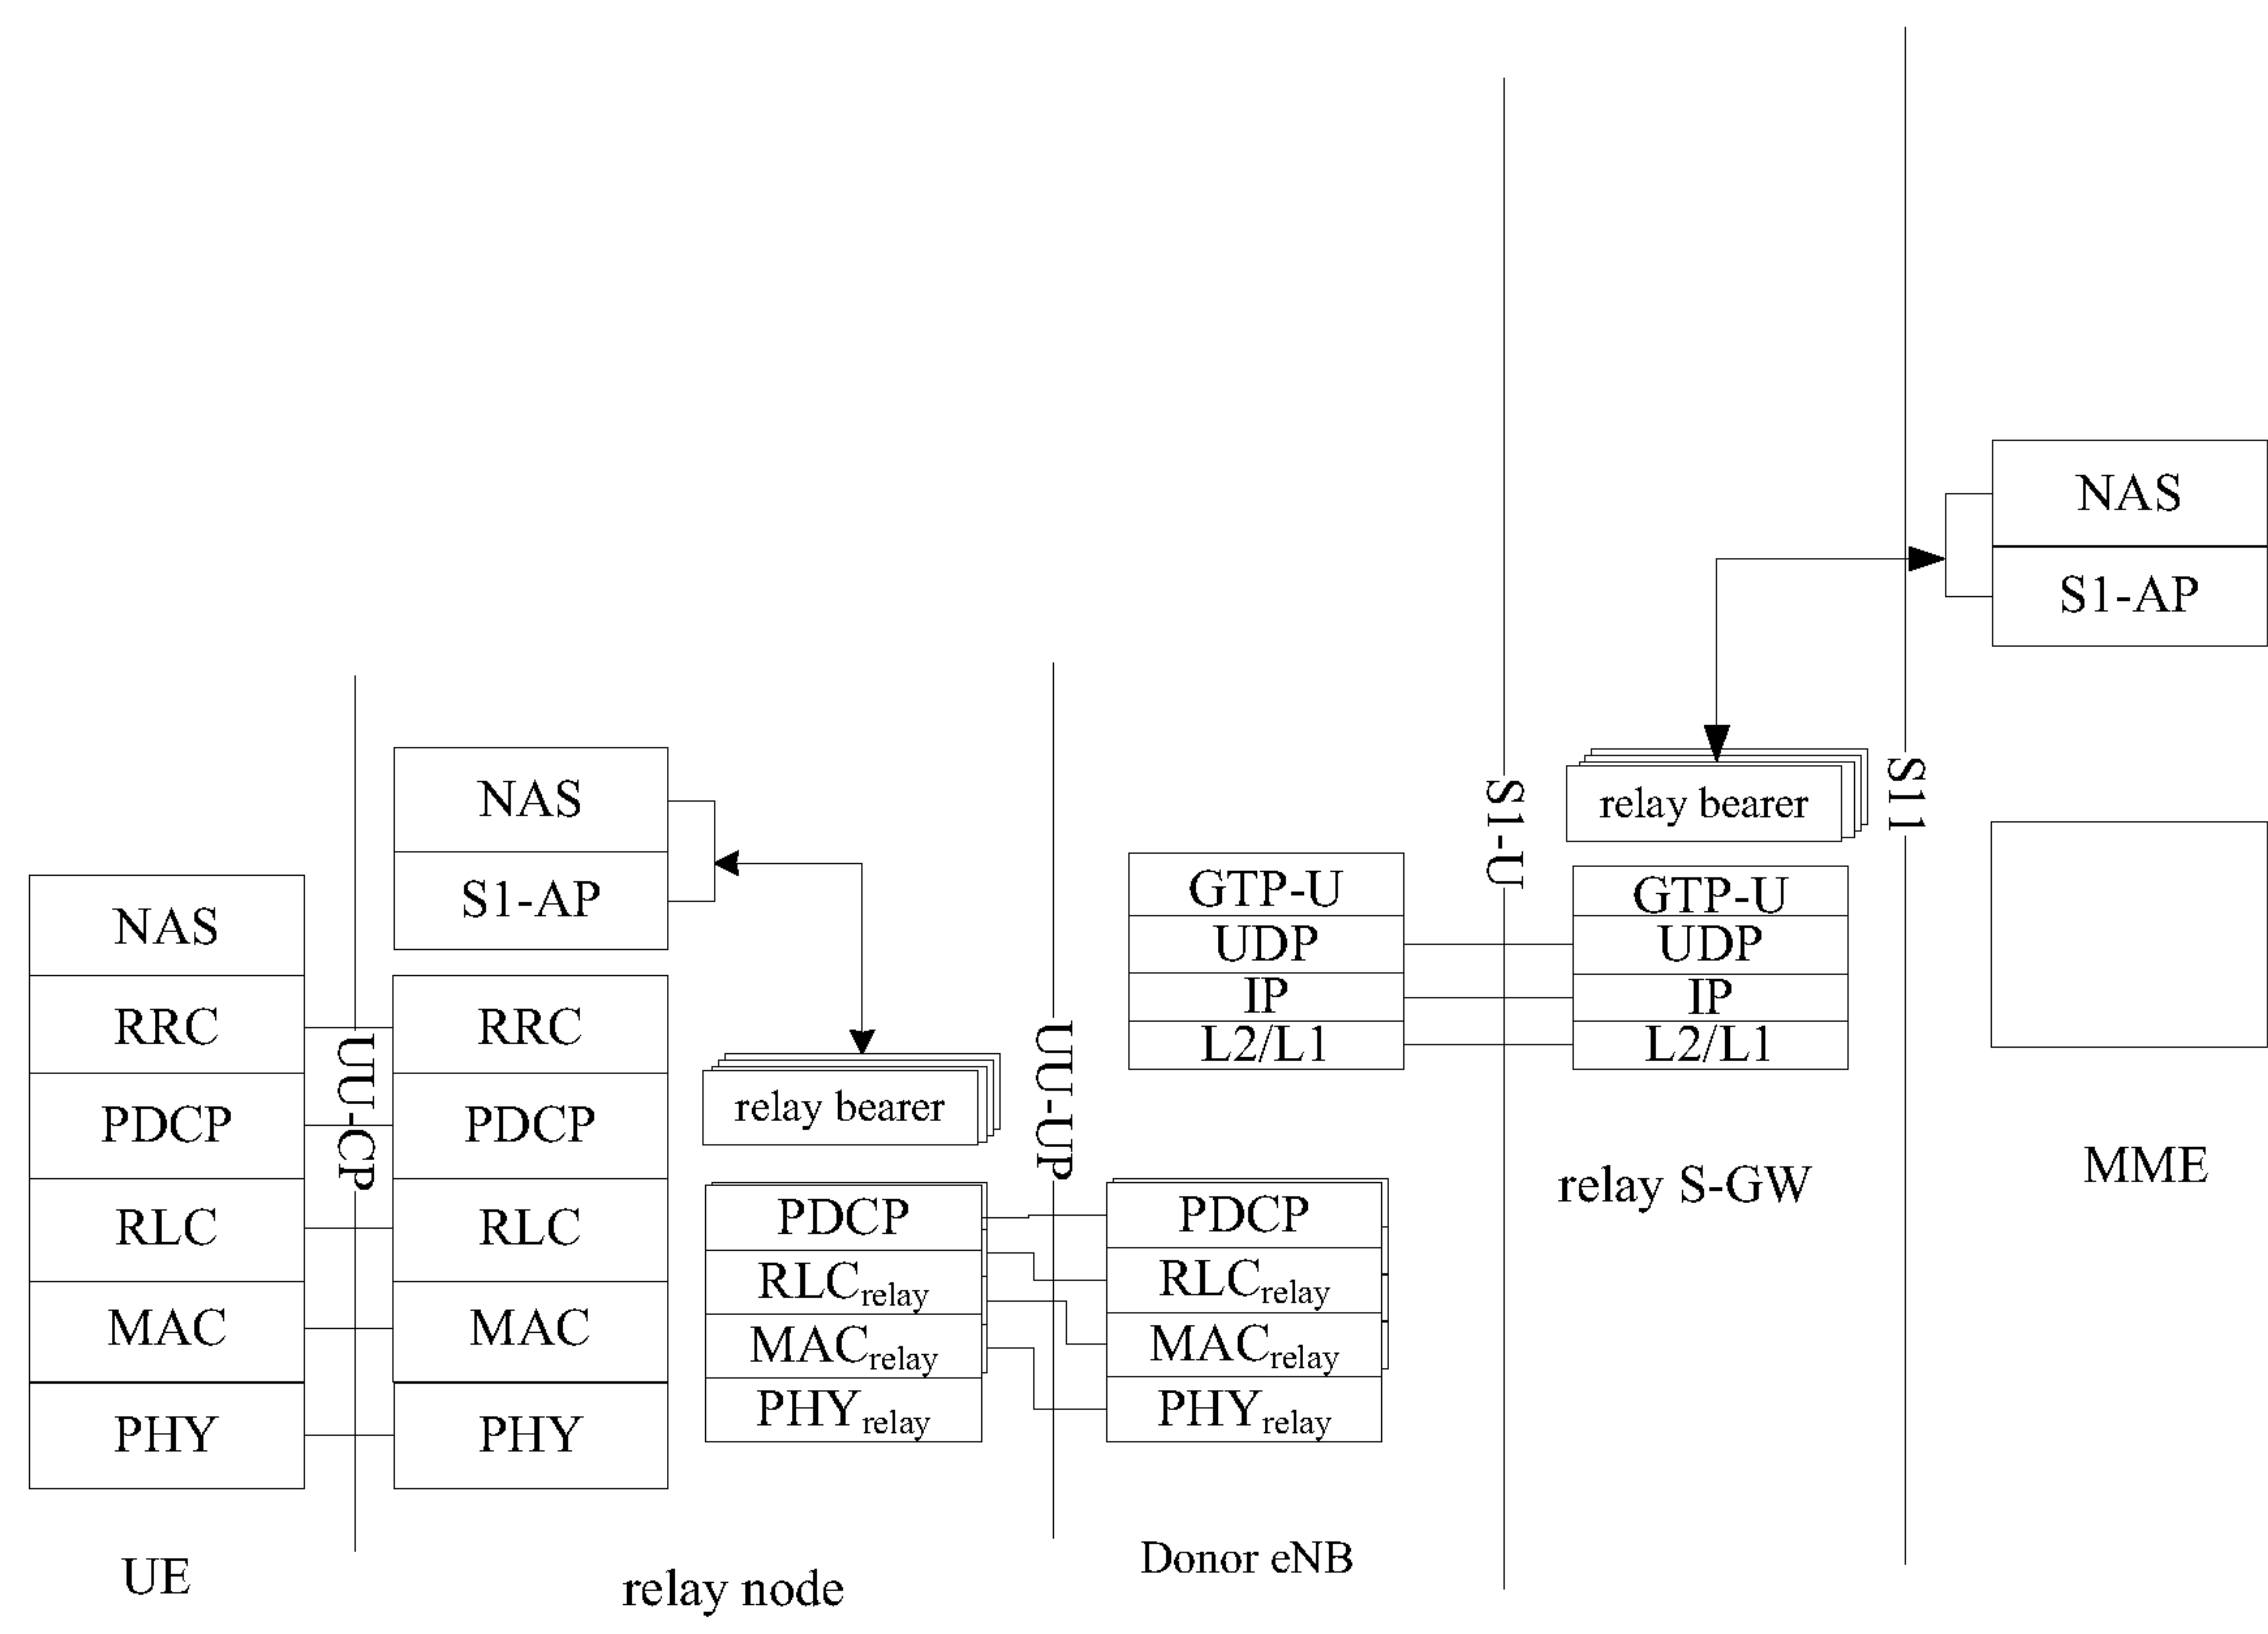 NAS
RRC
PDCP
RLC
MAC
PHY
UE
UU-CP
NAS
S1-AP
RRC
PDCP
RLC
MAC
PHY
relay bearer
PDCP
RLCrelay
MACrelay
PHYrelay
relay node
UU-UP
GTP-U
UDP
IP
L2/L1
PDCP
RLCrelay
MACrelay
PHYrelay
Donor eNB
S1-U
relay bearer
GTP-U
UDP
IP
L2/L1
relay S-GW
S11
NAS
S1-AP
MME